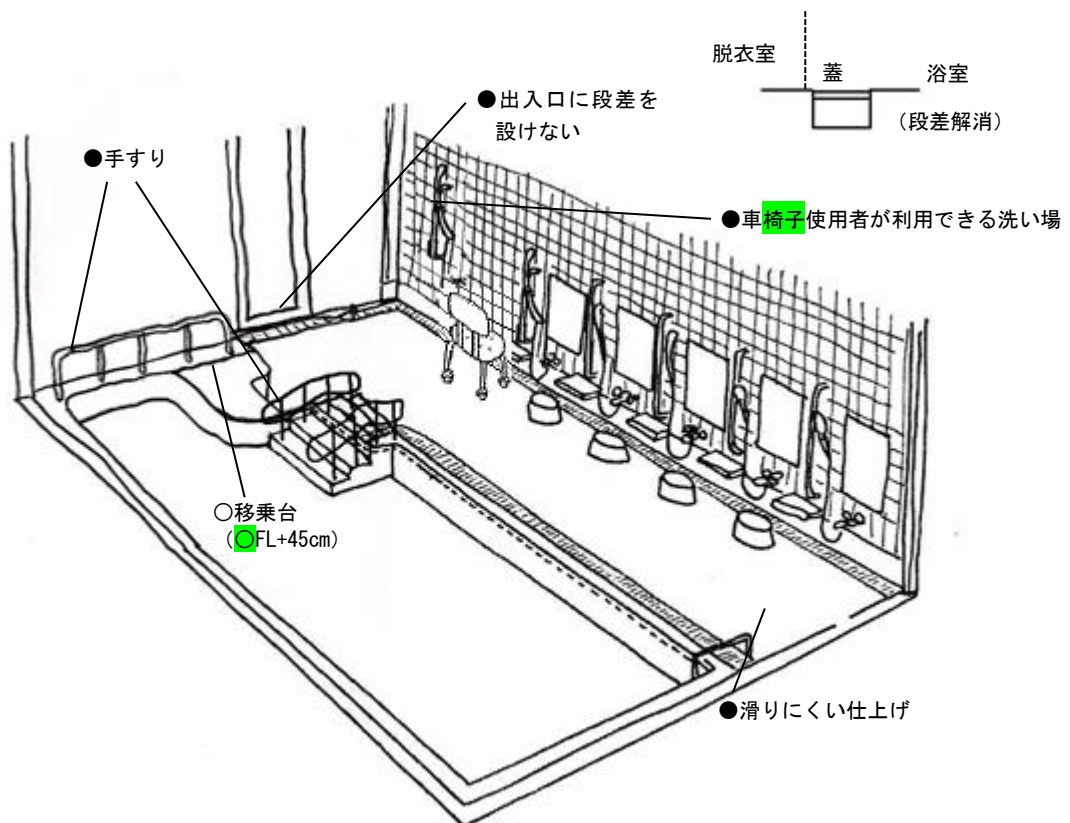 脱衣室
蓋
浴室
(段差解消)
●出入口に段差を
設けない
●手すり
●車椅子使用者が利用できる洗い場
○移乗台
(○FL+45cm)
●滑りにくい仕上げ